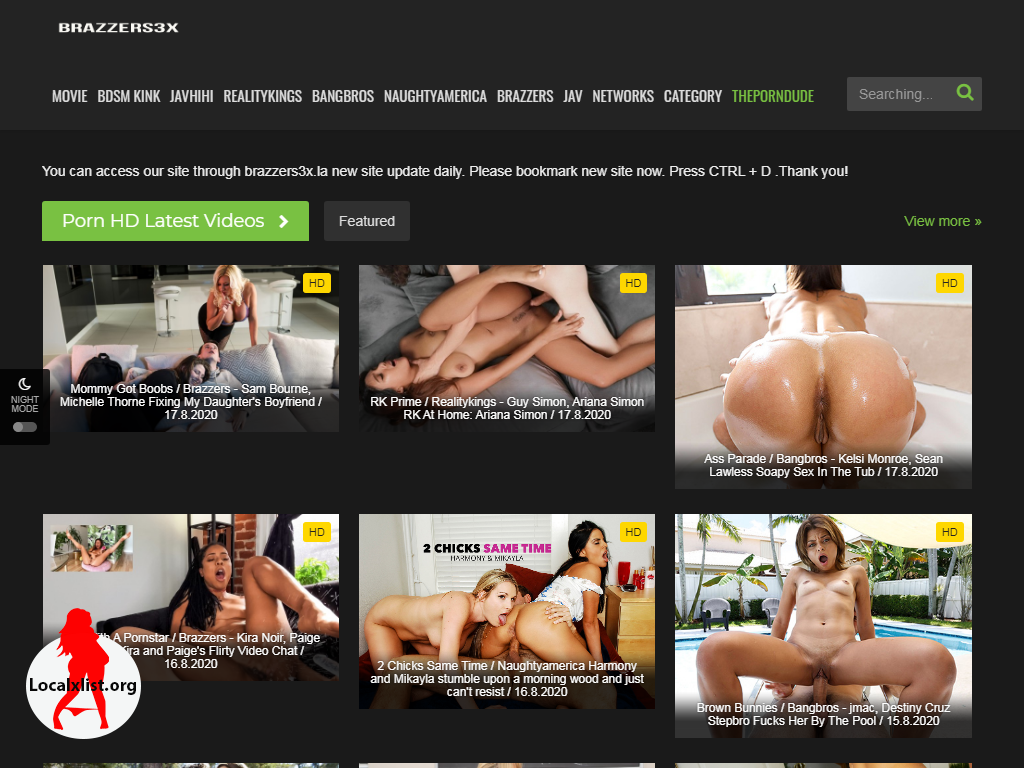 BRAZZERS3X
MOVIE BDSM KINK JAVHIHI REALITYKINGS BANGBROS NAUGHTYAMERICA BRAZZERS JAV NETWORKS CATEGORY THEPORNDUDE
Searching...
You can access our site through brazzers3x.la new site update daily. Please bookmark new site now. Press CTRL + D .Thank you!
Porn HD Latest Videos
Featured
View more »
HD
Mommy Got Boobs / Brazzers - Sam Bourne,
Michelle Thorne Fixing My Daughter's Boyfriend /
17.8.2020
HD
RK Prime / Realitykings - Guy Simon, Ariana Simon
RK At Home: Ariana Simon / 17.8.2020
HD
Ass Parade / Bangbros - Kelsi Monroe, Sean
Lawless Soapy Sex In The Tub / 17.8.2020
NIGHT
MODE
HD
A Pornstar / Brazzers - Kira Noir, Paige
and Paige's Flirty Video Chat /
16.8.2020
HD
2 CHICKS SAME TIME
HARMONY & MIKAYLA
2 Chicks Same Time / Naughtyamerica Harmony
and Mikayla stumble upon a morning wood and just
can't resist / 16.8.2020
HD
Brown Bunnies / Bangbros - jmac, Destiny Cruz
Stepbro Fucks Her By The Pool / 15.8.2020
Localxlist.org